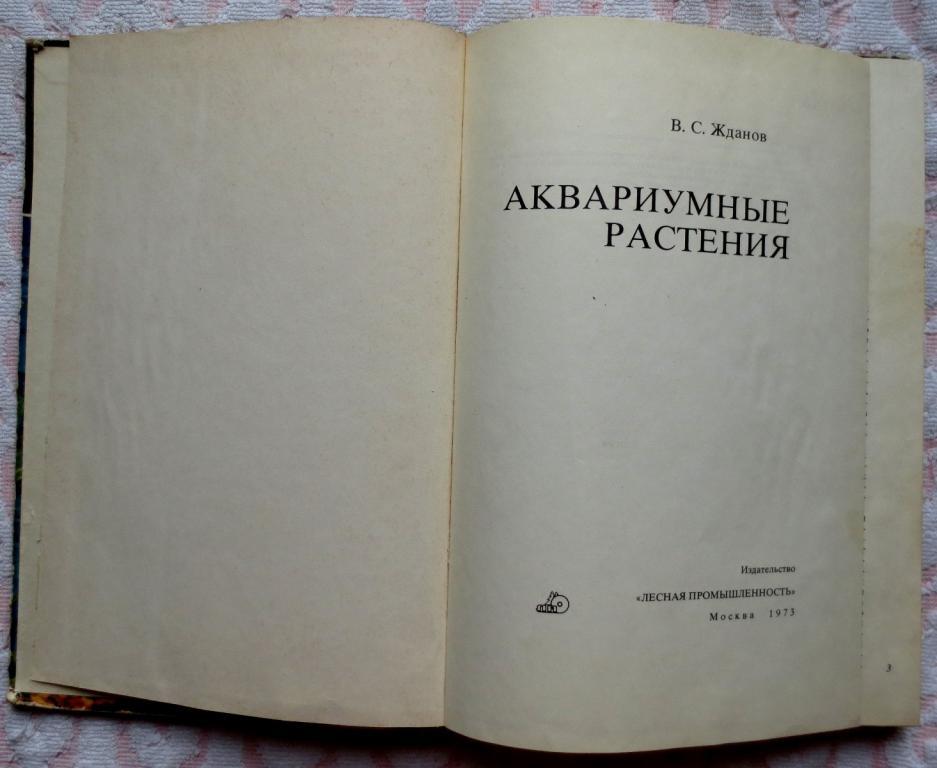 В. С. Жданов
АКВАРИУМНЫЕ
РАСТЕНИЯ
Издательство
«ЛЕСНАЯ ПРОМЫШЛЕННОСТЬ»
Москва 1973
3